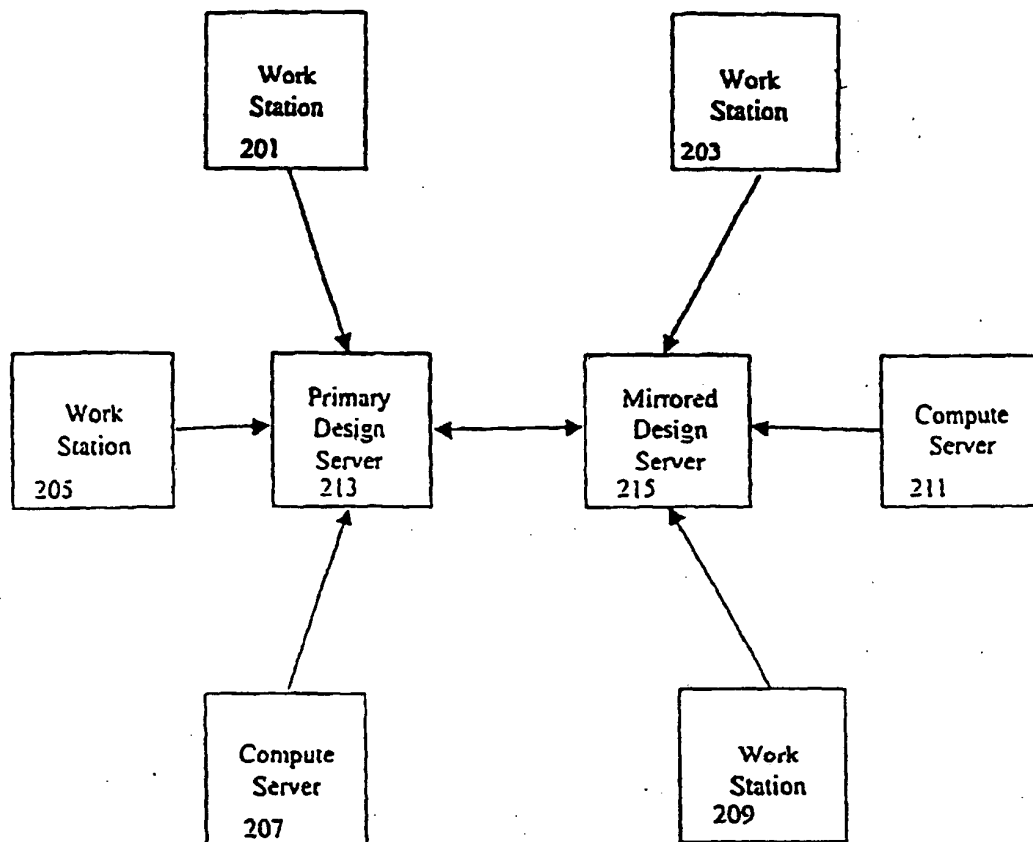 Work
Station
201
Work
Station
203
Work
Station
205
Primary
Design
Server
213
Mirrored
Design
Server
215
Compute
Server
211
Compute
Server
207
Work
Station
209